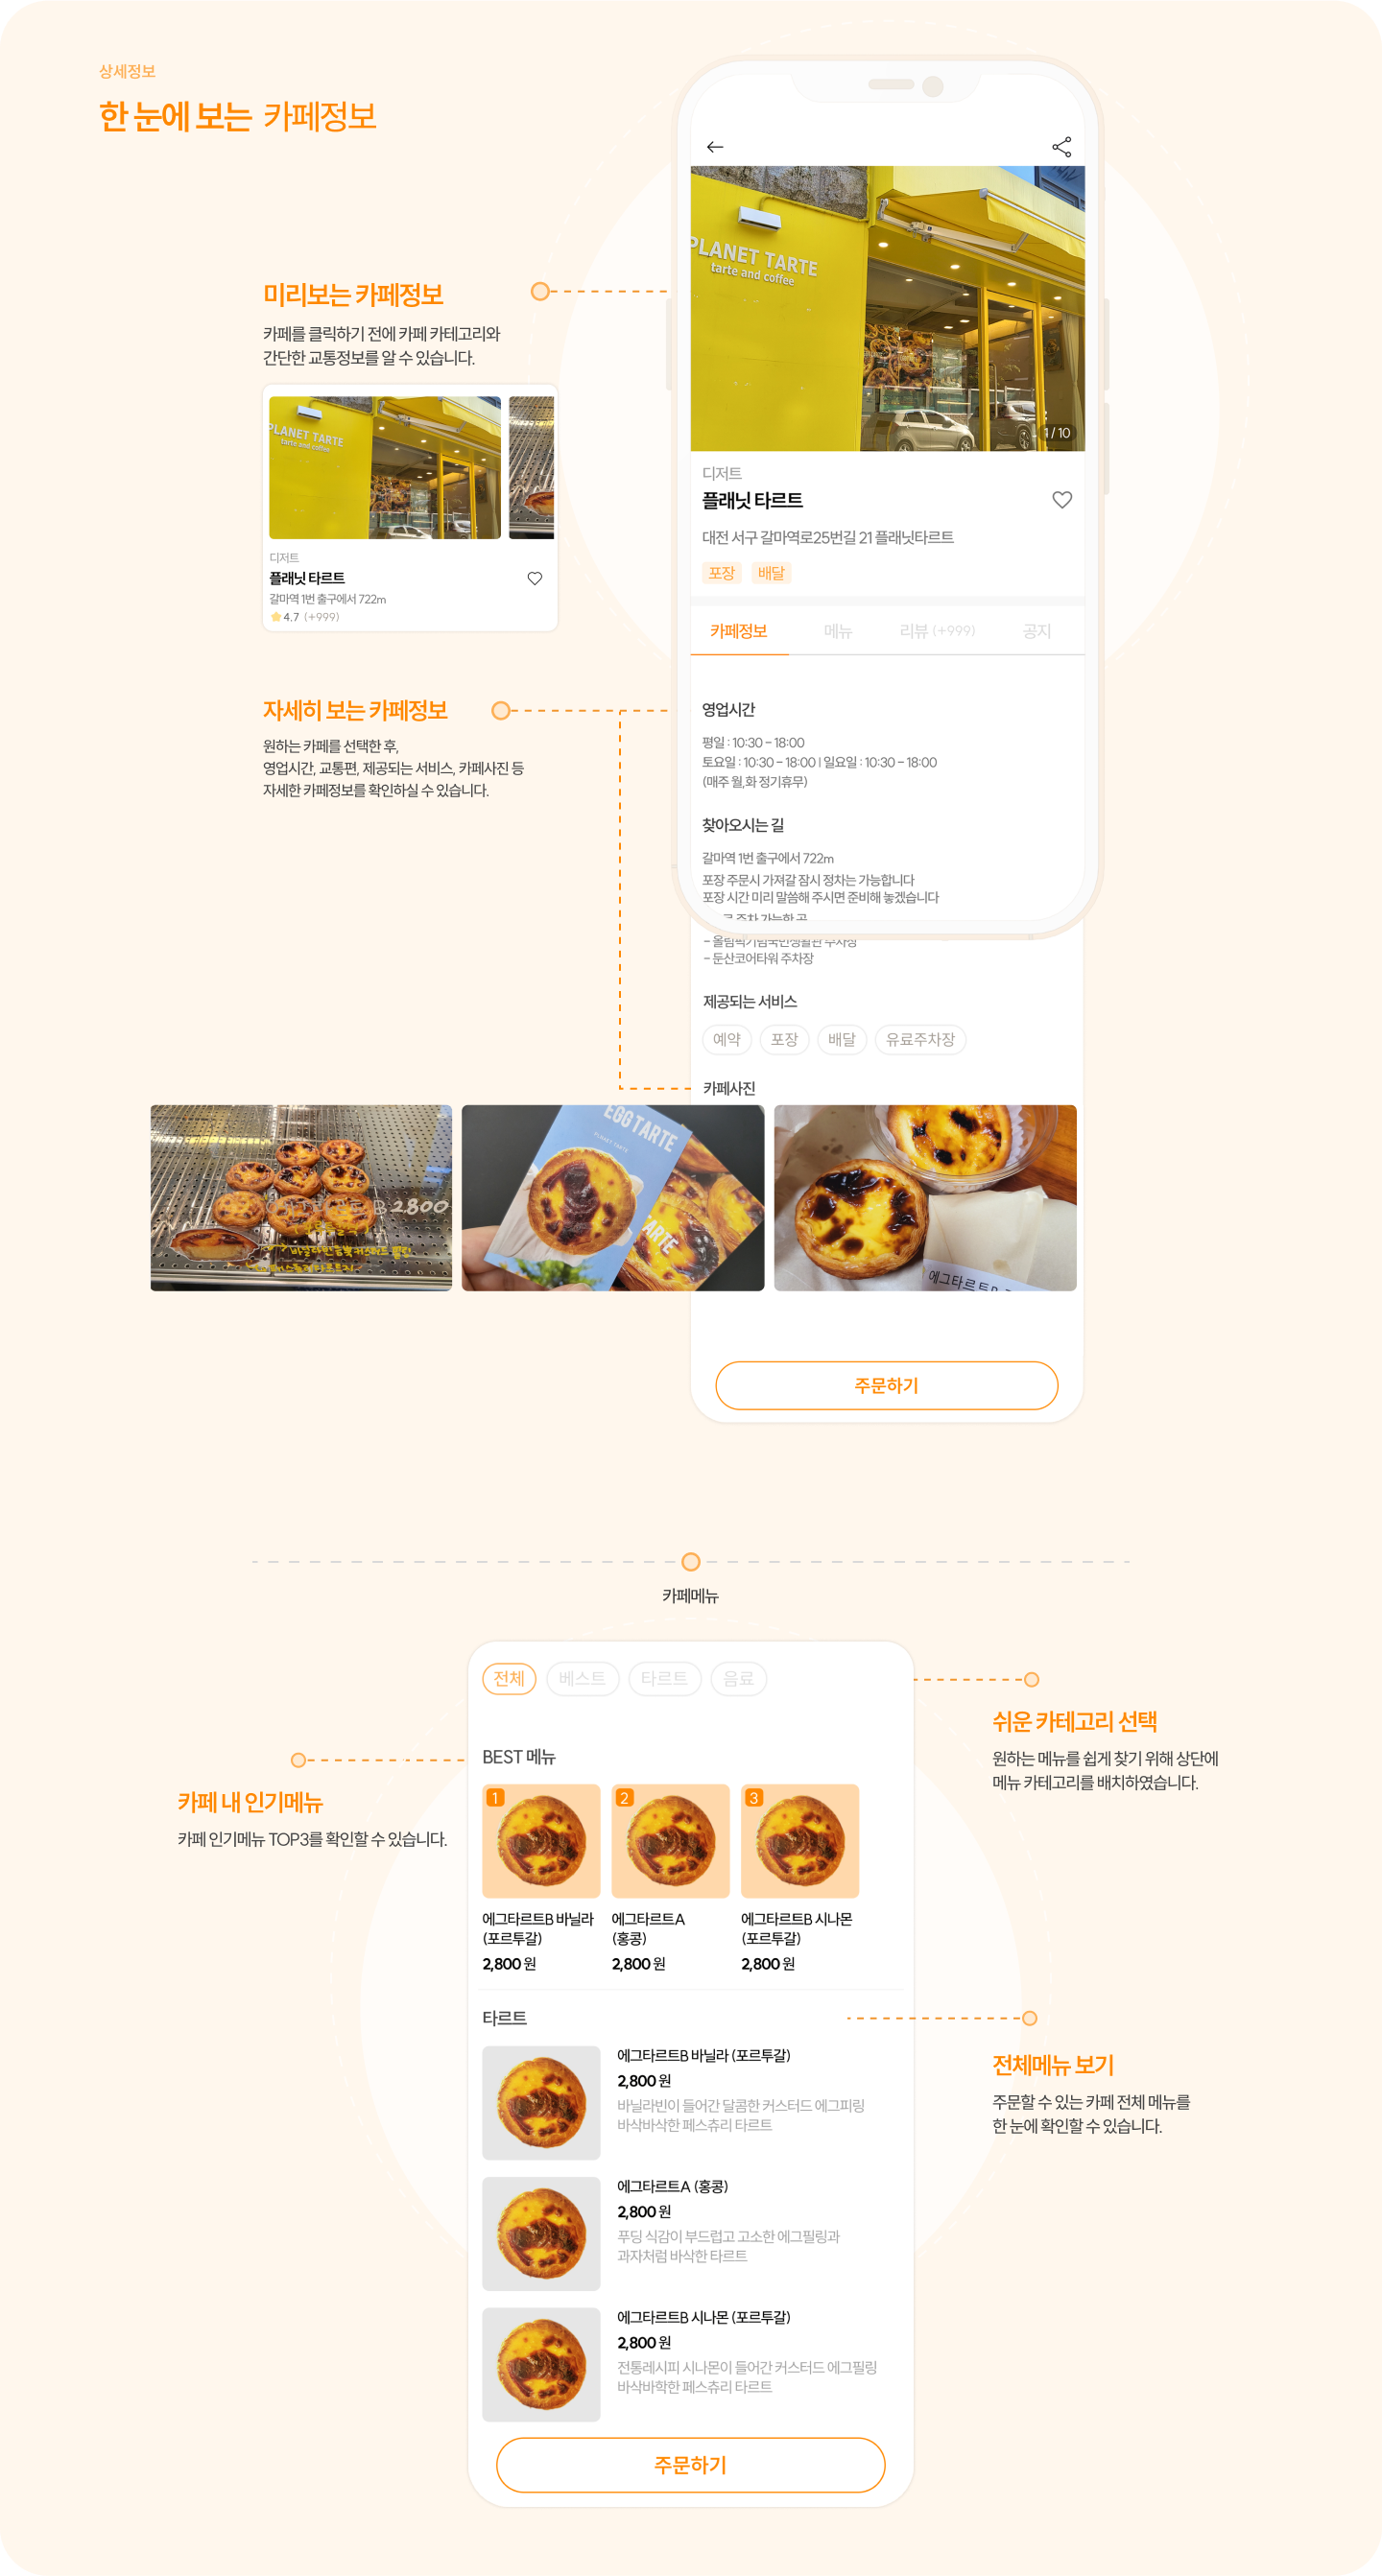 상세정보
한 눈에 보는 카페정보
미리보는 카페정보
카페를 클릭하기 전에 카페 카테고리와
간단한 교통정보를 알 수 있습니다.
PLANET TARTE
tarte and coffee
디저트
플래닛 타르트
갈마역 1번 출구에서 722m
4.7 (+999)
PLANET TARTE
tarte and coffee
1 / 10
디저트
플래닛 타르트
대전 서구 갈마역로25번길 21 플래닛타르트
포장 배달
카페정보 메뉴 리뷰 (+999) 공지
자세히 보는 카페정보
원하는 카페를 선택한 후,
영업시간, 교통편, 제공되는 서비스, 카페사진 등
자세한 카페정보를 확인하실 수 있습니다.
영업시간
평일 : 10:30 - 18:00
토요일 : 10:30 - 18:00 | 일요일 : 10:30 - 18:00
(매주 월,화 정기휴무)
찾아오시는 길
갈마역 1번 출구에서 722m
포장 주문시 가져갈 잠시 정차는 가능합니다
포장 시간 미리 말씀해 주시면 준비해 놓겠습니다
주차 가능한 곳
- 올림픽기념국민생활관 주차장
- 둔산코어타워 주차장
제공되는 서비스
예약 포장 배달 유료주차장
카페사진
B 2800
EGG TARTE
PLANET TARTE
TARTE
에그타르트
주문하기
카페메뉴
전체 베스트 타르트 음료
쉬운 카테고리 선택
원하는 메뉴를 쉽게 찾기 위해 상단에
메뉴 카테고리를 배치하였습니다.
BEST 메뉴
카페 내 인기메뉴
카페 인기메뉴 TOP3를 확인할 수 있습니다.
1 2 3
에그타르트B 바닐라 에그타르트A 에그타르트B 시나몬
(포르투갈) (홍콩) (포르투갈)
2,800 원 2,800 원 2,800 원
타르트
에그타르트B 바닐라 (포르투갈)
2,800 원
바닐라빈이 들어간 달콤한 커스터드 에그피링
바삭바삭한 페스츄리 타르트
전체메뉴 보기
주문할 수 있는 카페 전체 메뉴를
한 눈에 확인할 수 있습니다.
에그타르트A (홍콩)
2,800 원
푸딩 식감이 부드럽고 고소한 에그필링과
과자처럼 바삭한 타르트
에그타르트B 시나몬 (포르투갈)
2,800 원
전통레시피 시나몬이 들어간 커스터드 에그필링
바삭바학한 페스츄리 타르트
주문하기